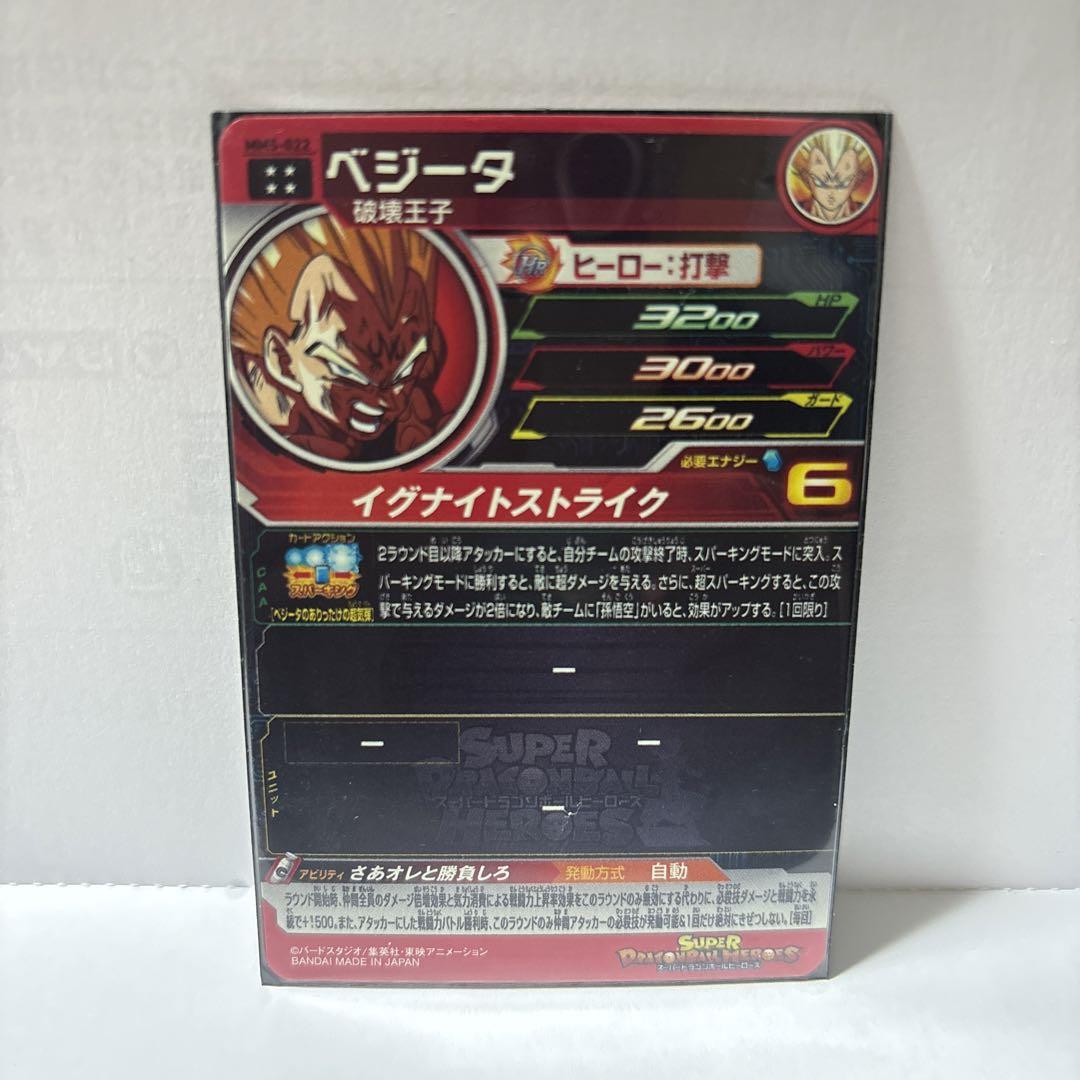 MM5-022
★★
★★
ベジータ
破壊王子
HR ヒーロー:打撃
HP
3200
パワー
3000
ガード
2600
必要エナジー 6
イグナイトストライク
CAA
カードアクション
スパーキング
[ベジータのありったけの超気弾]
2ラウンド目以降アタッカーにすると、自分チームの攻撃終了時、スパーキングモードに突入。ス
パーキングモードに勝利すると、敵に超ダメージを与える。さらに、超スパーキングすると、この攻
撃で与えるダメージが2倍になり、敵チームに「孫悟空」がいると、効果がアップする。[1回限り]
ー
ユニット
ー ー
ー
SUPER
DRAGONBALL
スーパードラゴンボールヒーローズ
HEROES
アビリティ さあオレと勝負しろ 発動方式 自動
ラウンド開始時、仲間全員のダメージ倍増効果と気力消費による戦闘力上昇率効果をこのラウンドのみ無効にする代わりに、必殺技ダメージと戦闘力を永
続で+1500。また、アタッカーにした戦闘力バトル勝利時、このラウンドのみ仲間アタッカーの必殺技が発動可能&1回だけ絶対にきぜつしない。[毎回]
©バードスタジオ/集英社・東映アニメーション
BANDAI MADE IN JAPAN
SUPER
DRAGONBALL HEROES
スーパードラゴンボールヒーローズ